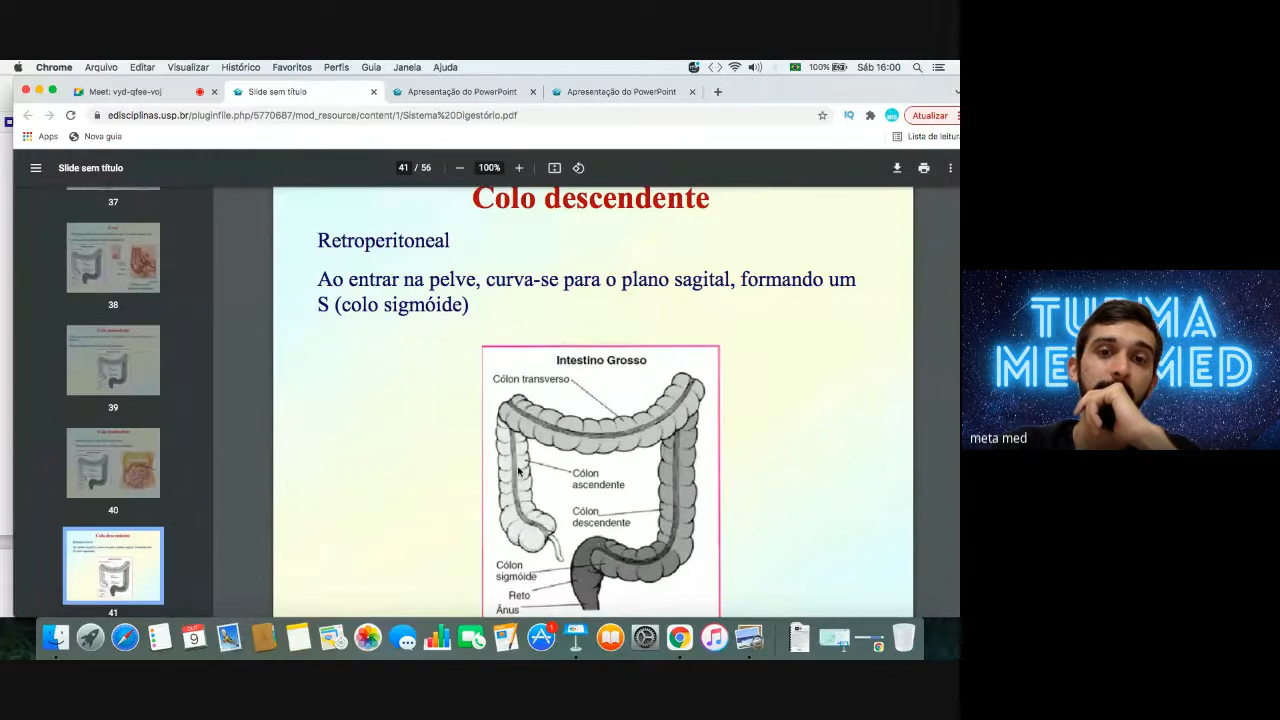 Chrome Arquivo Editar Visualizar Histórico Favoritos Perfis Guia Janela Ajuda 100% Sáb 16:00
Meet: vyd-qfee-voj Slide sem título Apresentação do PowerPoint Apresentação do PowerPoint
edisciplinas.usp.br/pluginfile.php/5770687/mod_resource/content/1/Sistema%20Digestório.pdf IQ Atualizar
Apps Nova guia Lista de leitura
Slide sem título 41 / 56 100%
37
38
39
40
41
Colo descendente
Retroperitoneal
Ao entrar na pelve, curva-se para o plano sagital, formando um
S (colo sigmóide)
Intestino Grosso
Cólon transverso
Cólon
ascendente
Cólon
descendente
Cólon
sigmóide
Reto
Ânus
OUT
9
1
META MED
meta med